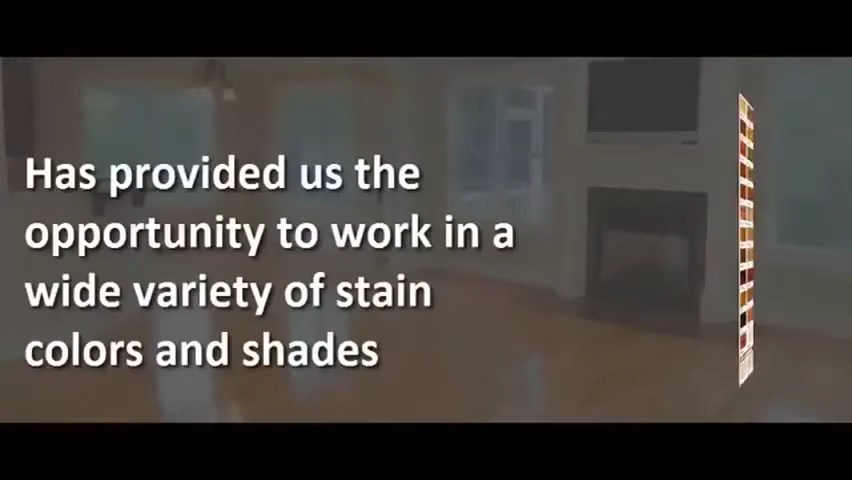 Has provided us the
opportunity to work in a
wide variety of stain
colors and shades